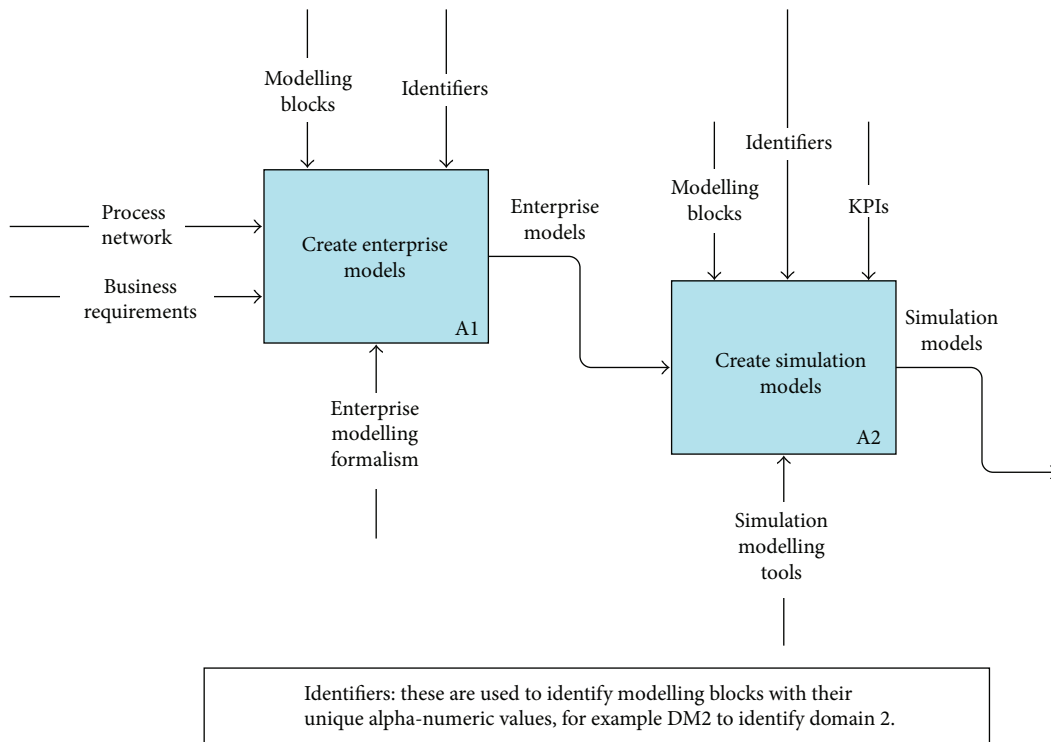 Modelling
blocks
Identifiers
Process
network
Business
requirements
Create enterprise
models
A1
Enterprise
modelling
formalism
Enterprise
models
Modelling
blocks
Identifiers
KPIs
Create simulation
models
A2
Simulation
modelling
tools
Simulation
models
Identifiers: these are used to identify modelling blocks with their
unique alpha-numeric values, for example DM2 to identify domain 2.